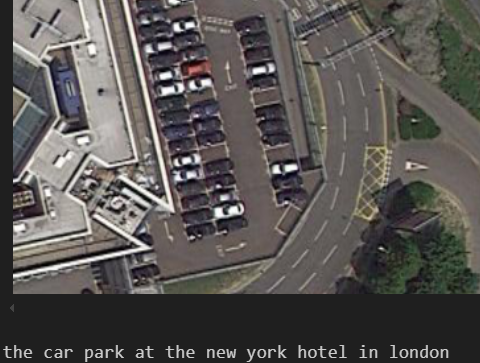 the car park at the new york hotel in london